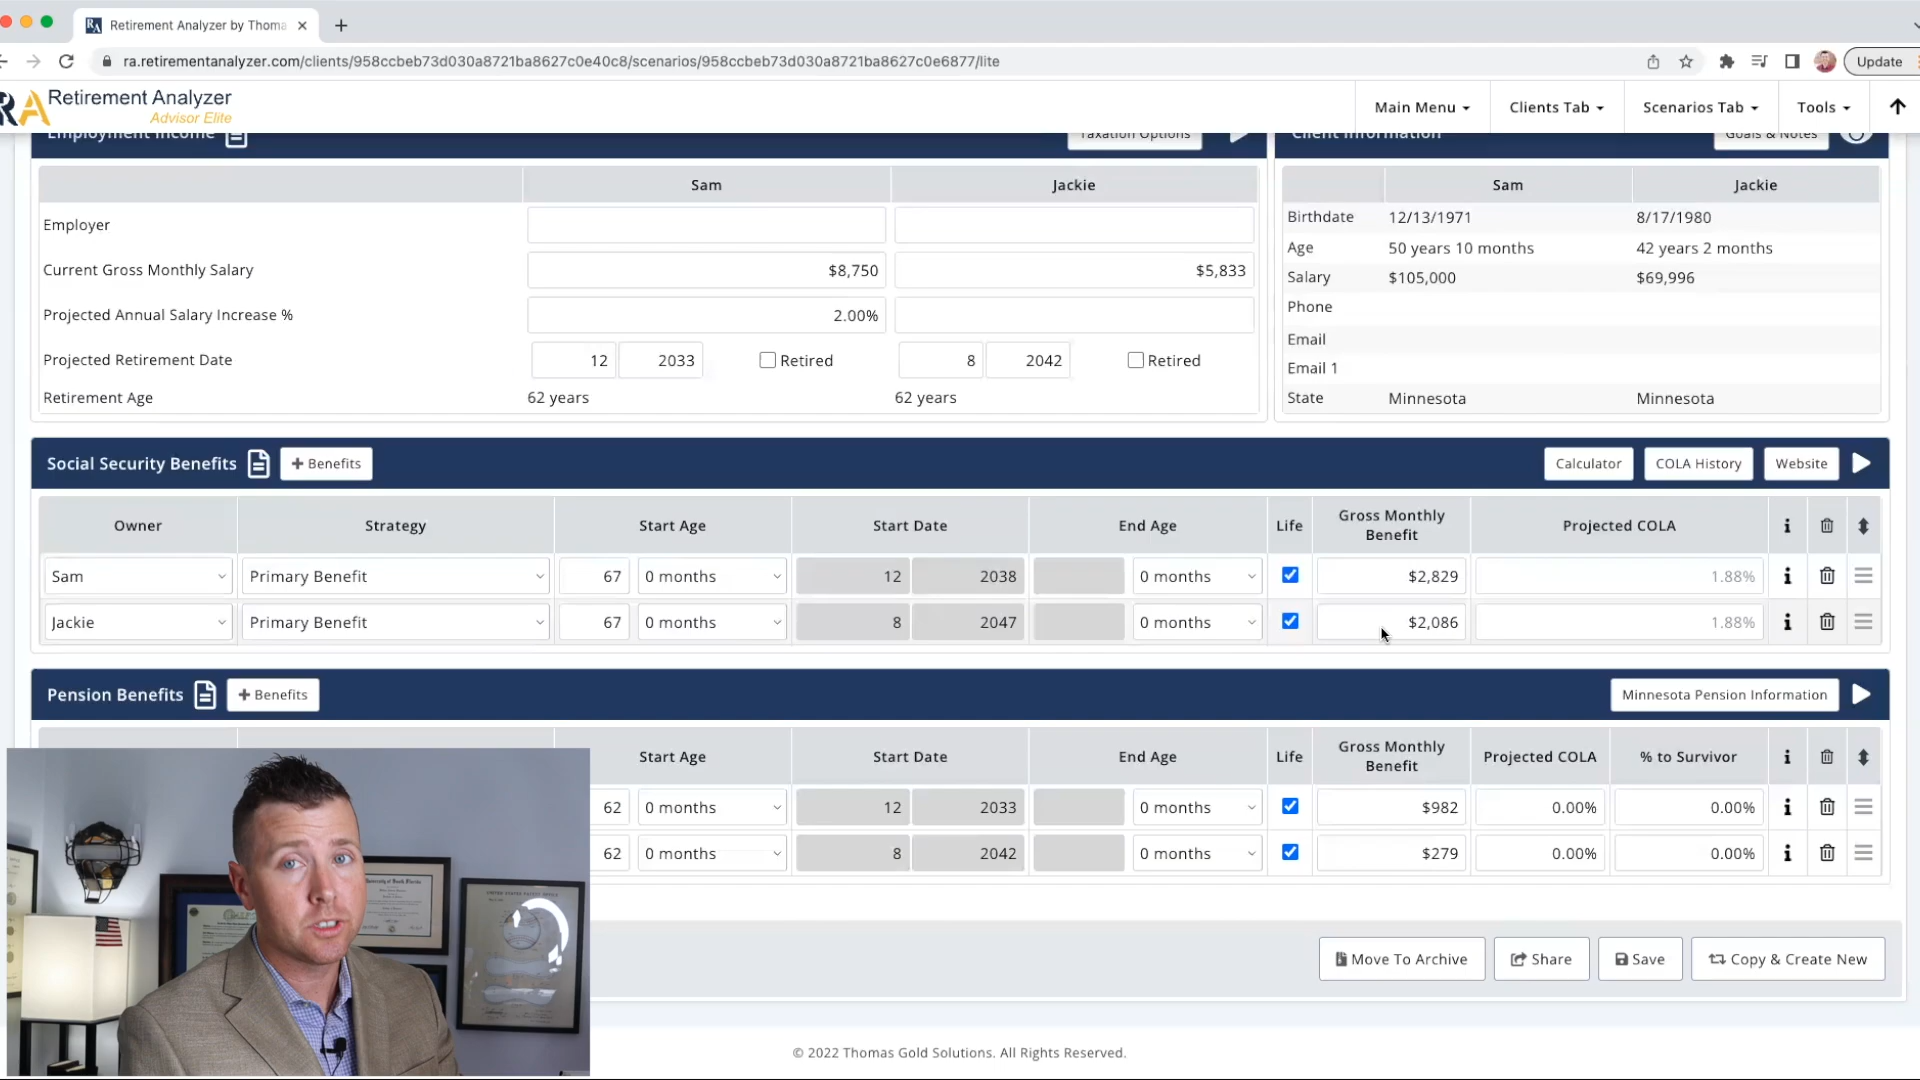 Retirement Analyzer by Thoma
ra.retirementanalyzer.com/clients/958ccbeb73d030a8721ba8627c0e40c8/scenarios/958ccbeb73d030a8721ba8627c0e6877/lite
Update
RA Retirement Analyzer
Advisor Elite
Main Menu
Clients Tab
Scenarios Tab
Tools
Employment Income
Taxation Options
Client Information
Goals & Notes
Sam Jackie
Employer
Current Gross Monthly Salary $8,750 $5,833
Projected Annual Salary Increase % 2.00%
Projected Retirement Date 12 2033 Retired 8 2042 Retired
Retirement Age 62 years 62 years
Sam Jackie
Birthdate 12/13/1971 8/17/1980
Age 50 years 10 months 42 years 2 months
Salary $105,000 $69,996
Phone
Email
Email 1
State Minnesota Minnesota
Social Security Benefits + Benefits Calculator COLA History Website
Owner Strategy Start Age Start Date End Age Life Gross Monthly Benefit Projected COLA
Sam Primary Benefit 67 0 months 12 2038 0 months $2,829 1.88%
Jackie Primary Benefit 67 0 months 8 2047 0 months $2,086 1.88%
Pension Benefits + Benefits Minnesota Pension Information
Start Age Start Date End Age Life Gross Monthly Benefit Projected COLA % to Survivor
62 0 months 12 2033 0 months $982 0.00% 0.00%
62 0 months 8 2042 0 months $279 0.00% 0.00%
Move To Archive Share Save Copy & Create New
© 2022 Thomas Gold Solutions. All Rights Reserved.